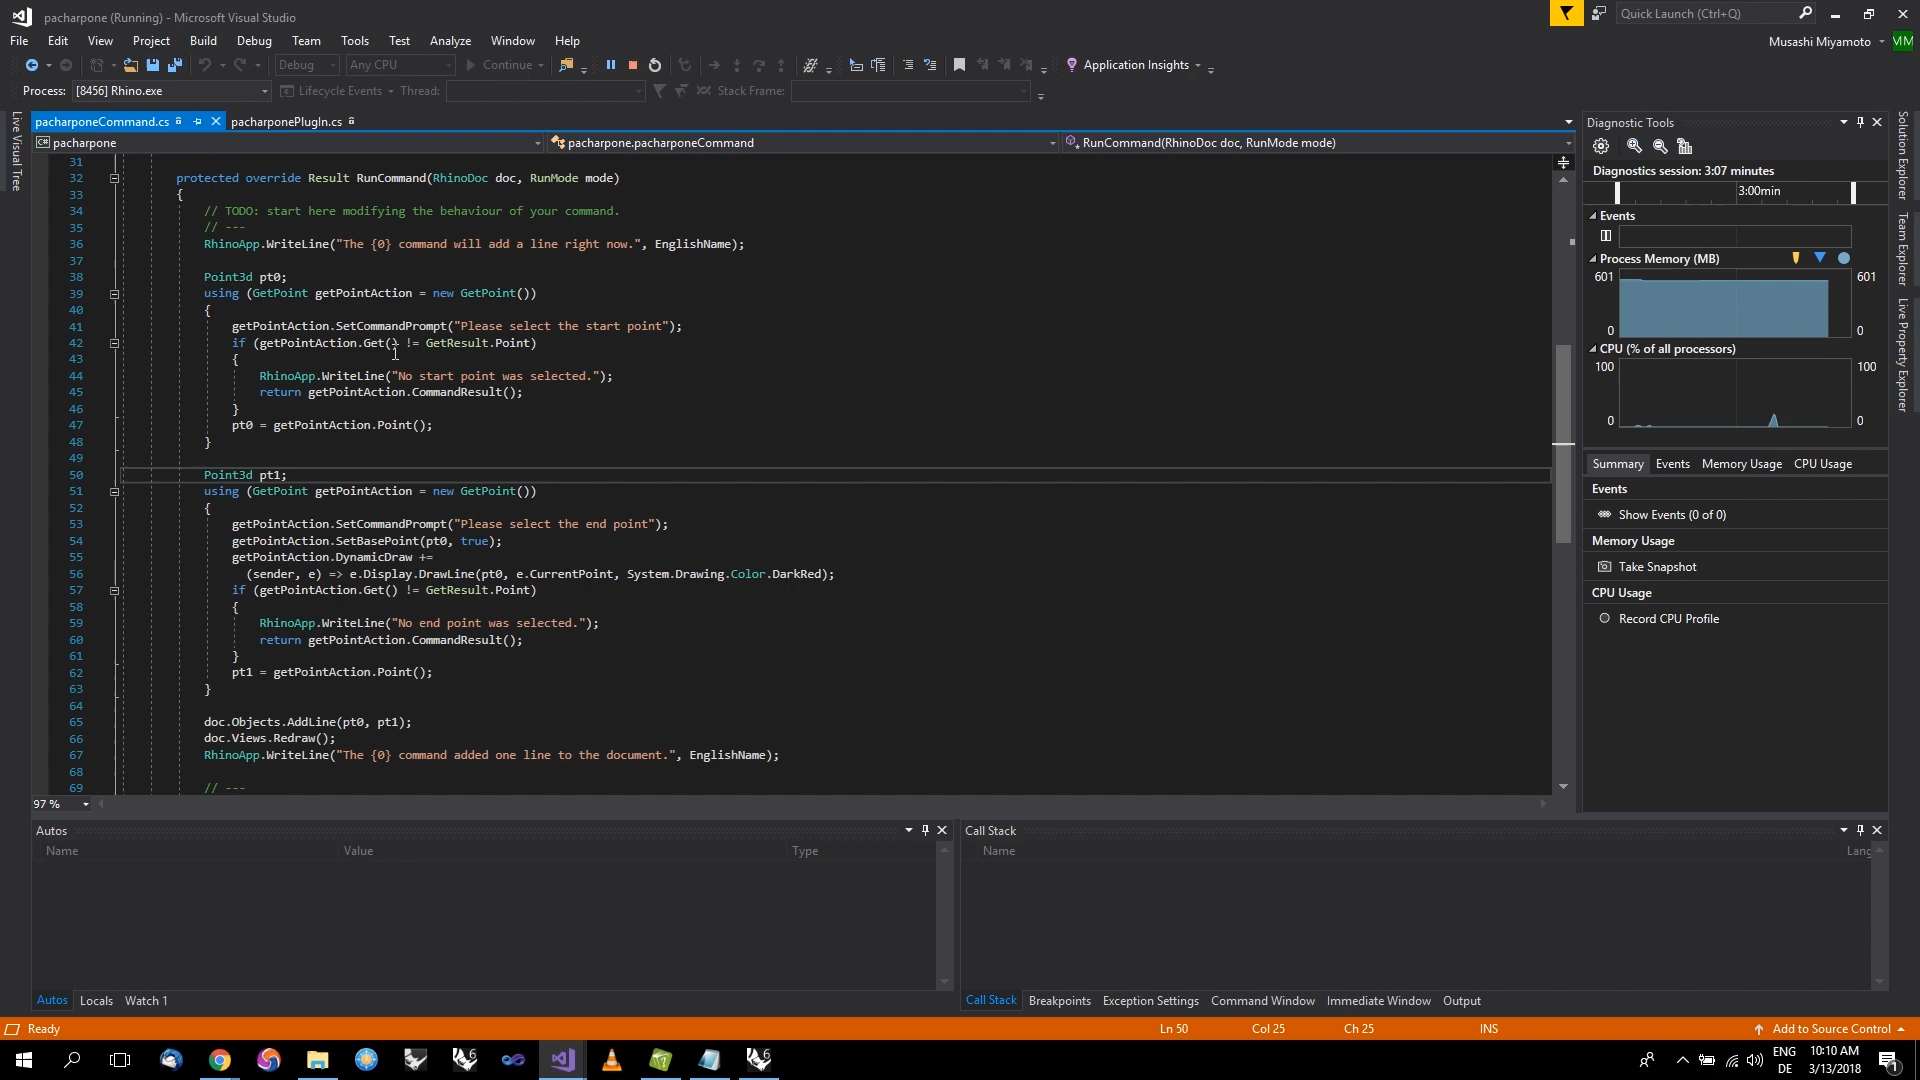 pacharpone (Running) - Microsoft Visual Studio
Quick Launch (Ctrl+Q)
File Edit View Project Build Debug Team Tools Test Analyze Window Help
Musashi Miyamoto MM
Debug Any CPU Continue Application Insights
Process: [8456] Rhino.exe Lifecycle Events Thread: Stack Frame:
Live Visual Tree
pacharponeCommand.cs pacharponePlugIn.cs
C# pacharpone pacharpone.pacharponeCommand RunCommand(RhinoDoc doc, RunMode mode)
31
32 protected override Result RunCommand(RhinoDoc doc, RunMode mode)
33 {
34 // TODO: start here modifying the behaviour of your command.
35 // ---
36 RhinoApp.WriteLine("The {0} command will add a line right now.", EnglishName);
37
38 Point3d pt0;
39 using (GetPoint getPointAction = new GetPoint())
40 {
41 getPointAction.SetCommandPrompt("Please select the start point");
42 if (getPointAction.Get() != GetResult.Point)
43 {
44 RhinoApp.WriteLine("No start point was selected.");
45 return getPointAction.CommandResult();
46 }
47 pt0 = getPointAction.Point();
48 }
49
50 Point3d pt1;
51 using (GetPoint getPointAction = new GetPoint())
52 {
53 getPointAction.SetCommandPrompt("Please select the end point");
54 getPointAction.SetBasePoint(pt0, true);
55 getPointAction.DynamicDraw +=
56 (sender, e) => e.Display.DrawLine(pt0, e.CurrentPoint, System.Drawing.Color.DarkRed);
57 if (getPointAction.Get() != GetResult.Point)
58 {
59 RhinoApp.WriteLine("No end point was selected.");
60 return getPointAction.CommandResult();
61 }
62 pt1 = getPointAction.Point();
63 }
64
65 doc.Objects.AddLine(pt0, pt1);
66 doc.Views.Redraw();
67 RhinoApp.WriteLine("The {0} command added one line to the document.", EnglishName);
68
69 // ---
97 %
Diagnostic Tools
Diagnostics session: 3:07 minutes
3:00min
Events
Process Memory (MB)
601 601
0 0
CPU (% of all processors)
100 100
0 0
Summary Events Memory Usage CPU Usage
Events
Show Events (0 of 0)
Memory Usage
Take Snapshot
CPU Usage
Record CPU Profile
Solution Explorer
Team Explorer
Live Property Explorer
Autos
Name Value Type
Autos Locals Watch 1
Call Stack
Name Lang
Call Stack Breakpoints Exception Settings Command Window Immediate Window Output
Ready Ln 50 Col 25 Ch 25 INS Add to Source Control
6 6
ENG 10:10 AM
DE 3/13/2018
1